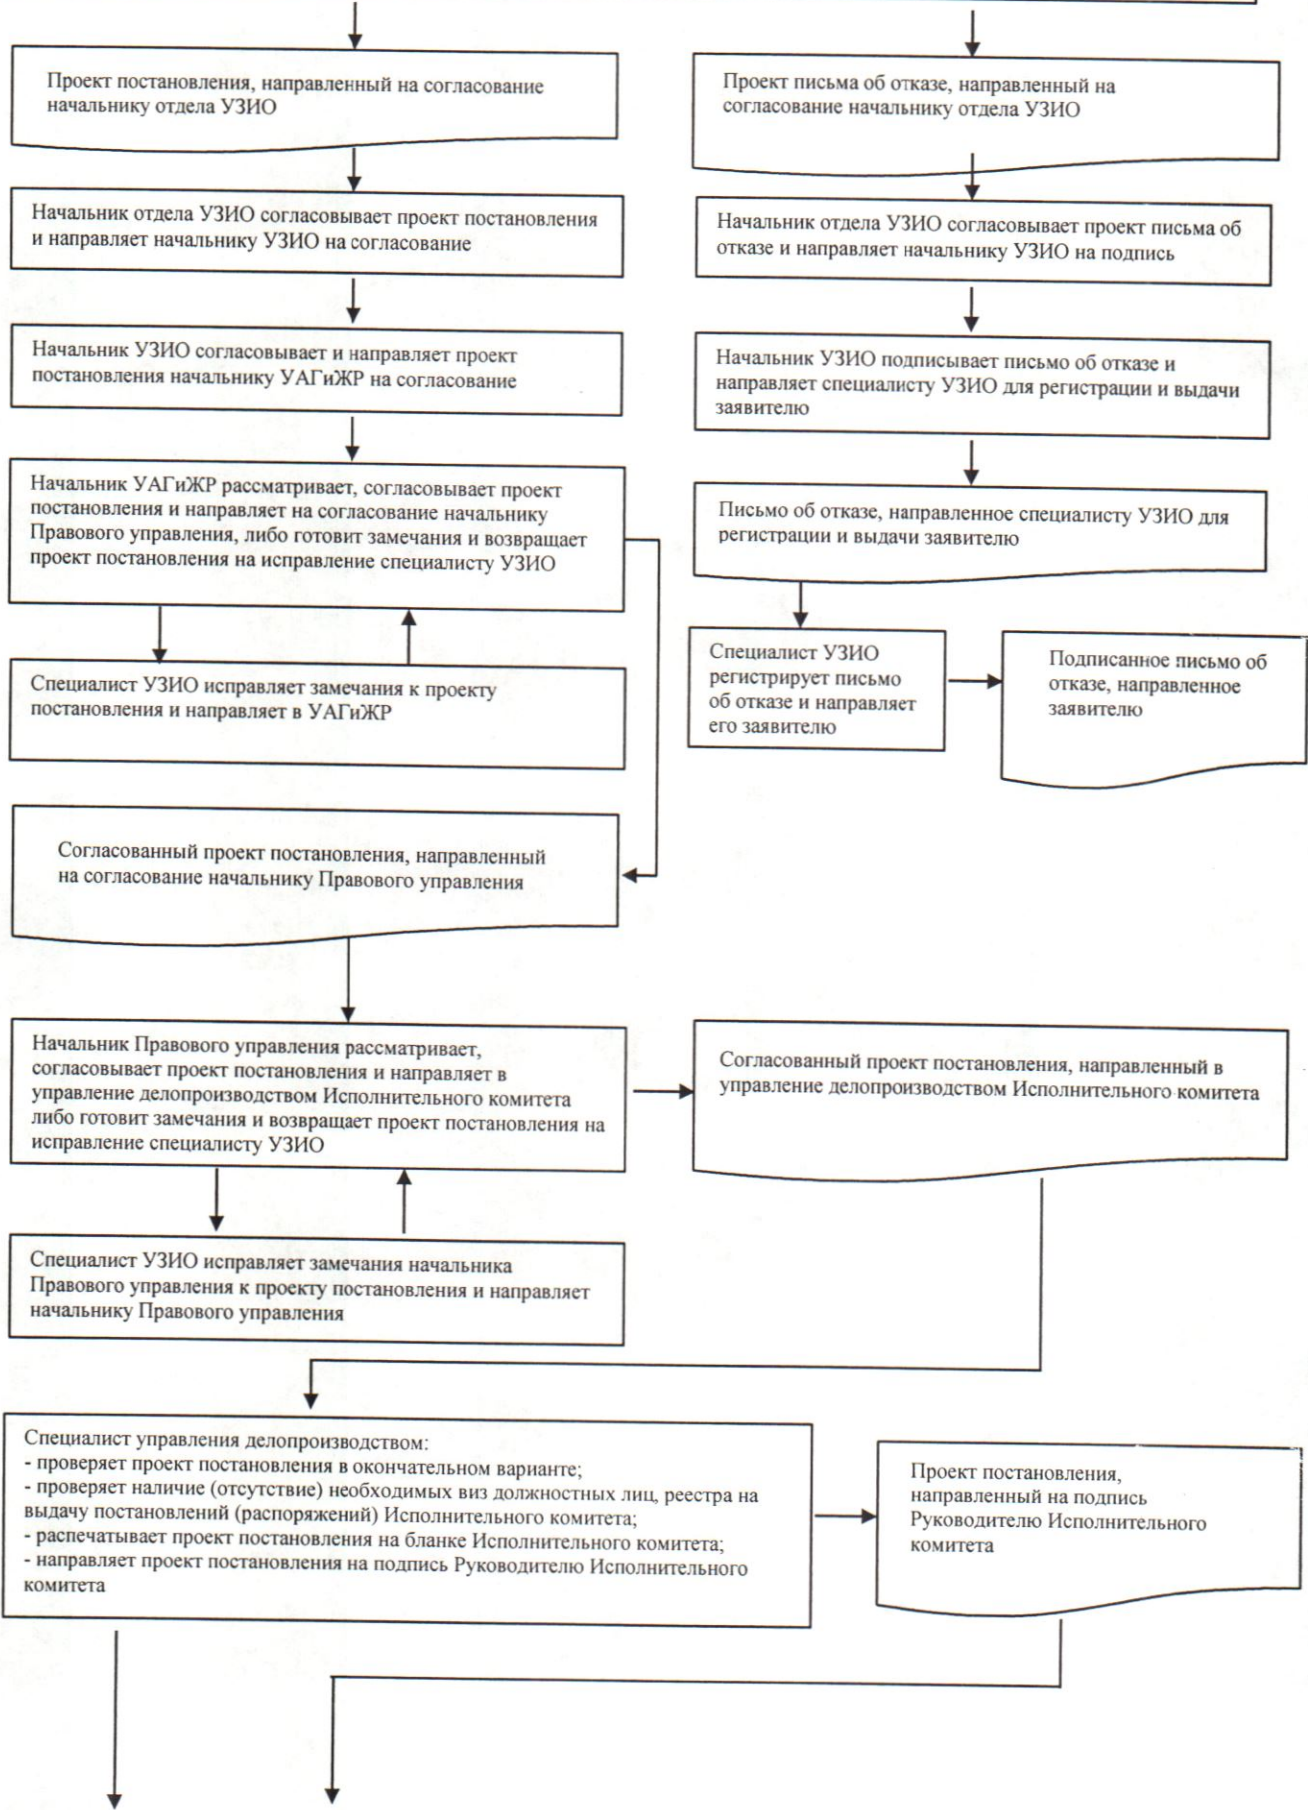 Проект постановления, направленный на согласование
начальнику отдела УЗИО
Проект письма об отказе, направленный на
согласование начальнику отдела УЗИО
Начальник отдела УЗИО согласовывает проект постановления
и направляет начальнику УЗИО на согласование
Начальник отдела УЗИО согласовывает проект письма об
отказе и направляет начальнику УЗИО на подпись
Начальник УЗИО согласовывает и направляет проект
постановления начальнику УАГиЖР на согласование
Начальник УЗИО подписывает письмо об отказе и
направляет специалисту УЗИО для регистрации и выдачи
заявителю
Начальник УАГиЖР рассматривает, согласовывает проект
постановления и направляет на согласование начальнику
Правового управления, либо готовит замечания и возвращает
проект постановления на исправление специалисту УЗИО
Письмо об отказе, направленное специалисту УЗИО для
регистрации и выдачи заявителю
Специалист УЗИО
регистрирует письмо
об отказе и направляет
его заявителю
Подписанное письмо об
отказе, направленное
заявителю
Специалист УЗИО исправляет замечания к проекту
постановления и направляет в УАГиЖР
Согласованный проект постановления, направленный
на согласование начальнику Правового управления
Начальник Правового управления рассматривает,
согласовывает проект постановления и направляет в
управление делопроизводством Исполнительного комитета
либо готовит замечания и возвращает проект постановления на
исправление специалисту УЗИО
Согласованный проект постановления, направленный в
управление делопроизводством Исполнительного комитета
Специалист УЗИО исправляет замечания начальника
Правового управления к проекту постановления и направляет
начальнику Правового управления
Специалист управления делопроизводством:
- проверяет проект постановления в окончательном варианте;
- проверяет наличие (отсутствие) необходимых виз должностных лиц, реестра на
выдачу постановлений (распоряжений) Исполнительного комитета;
- распечатывает проект постановления на бланке Исполнительного комитета;
- направляет проект постановления на подпись Руководителю Исполнительного
комитета
Проект постановления,
направленный на подпись
Руководителю Исполнительного
комитета